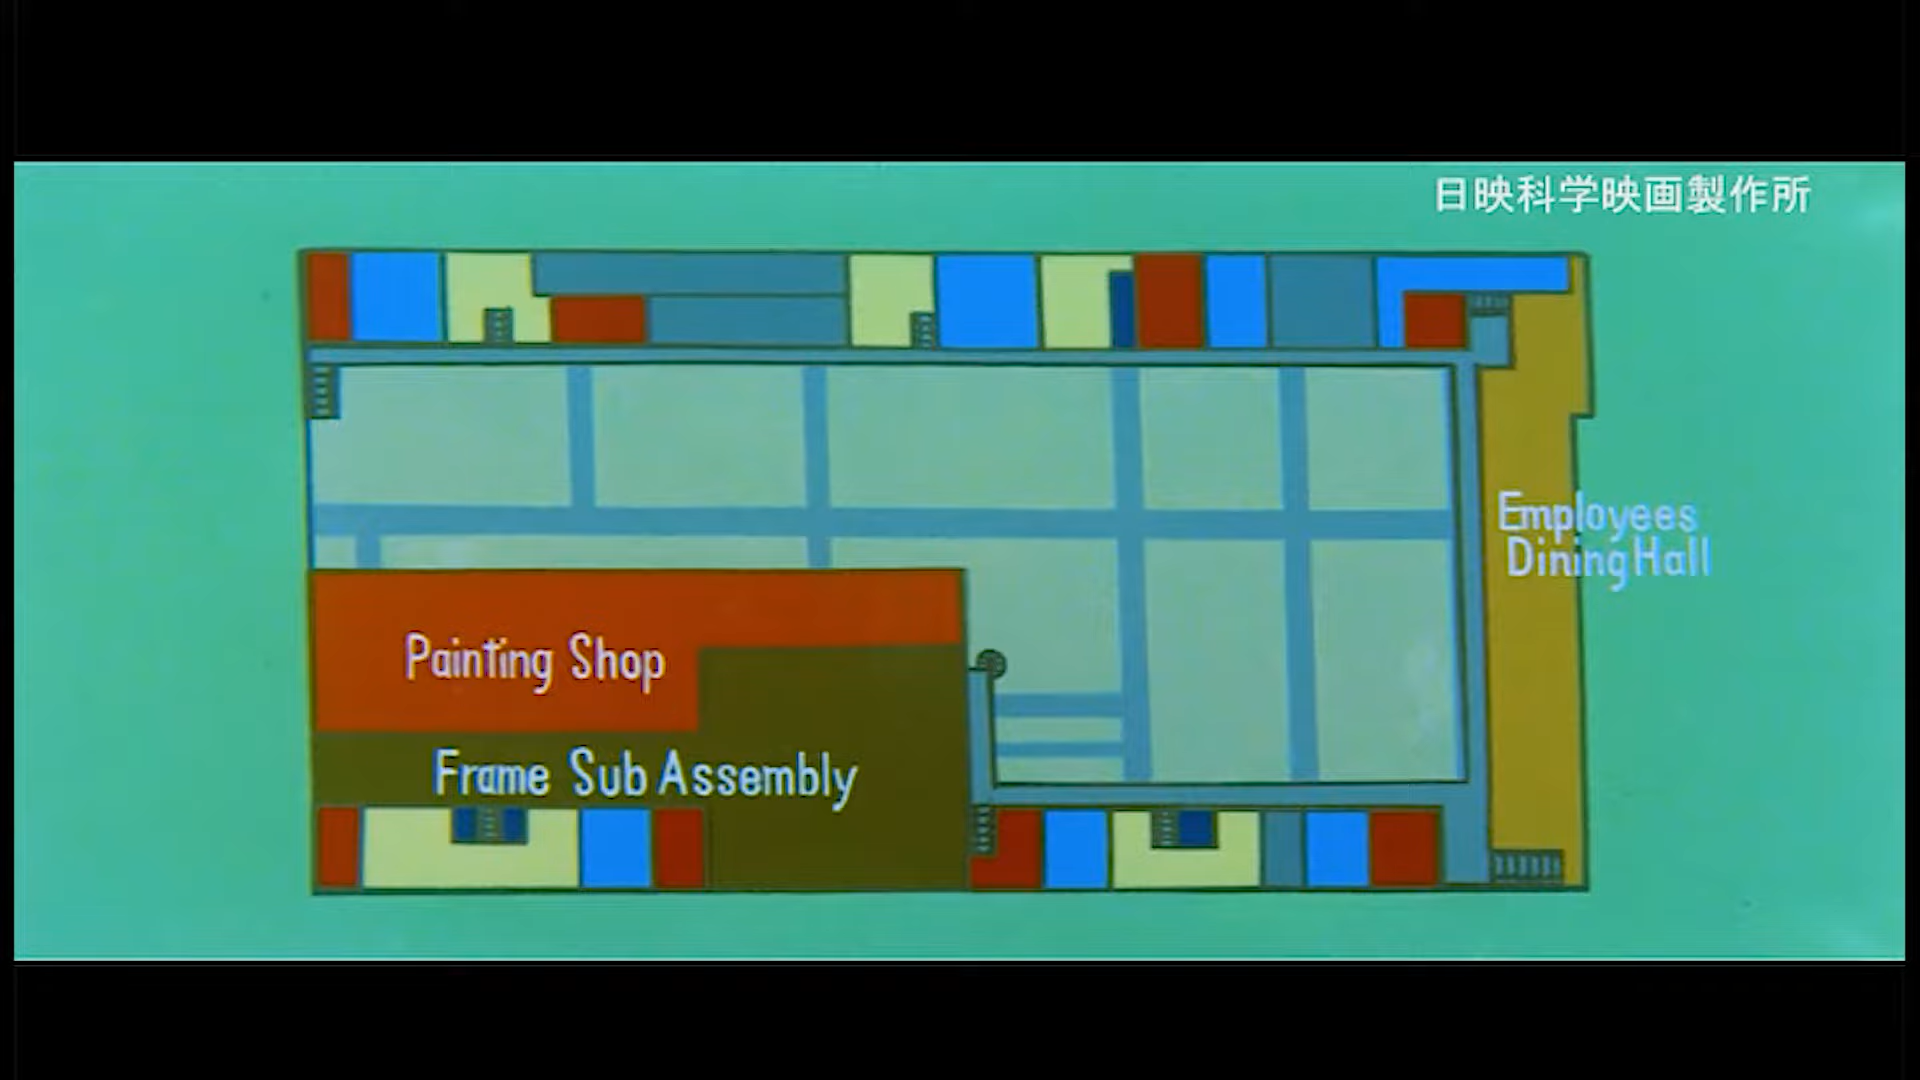 日映科学映画製作所
Employees
Dining Hall
Painting Shop
Frame Sub Assembly